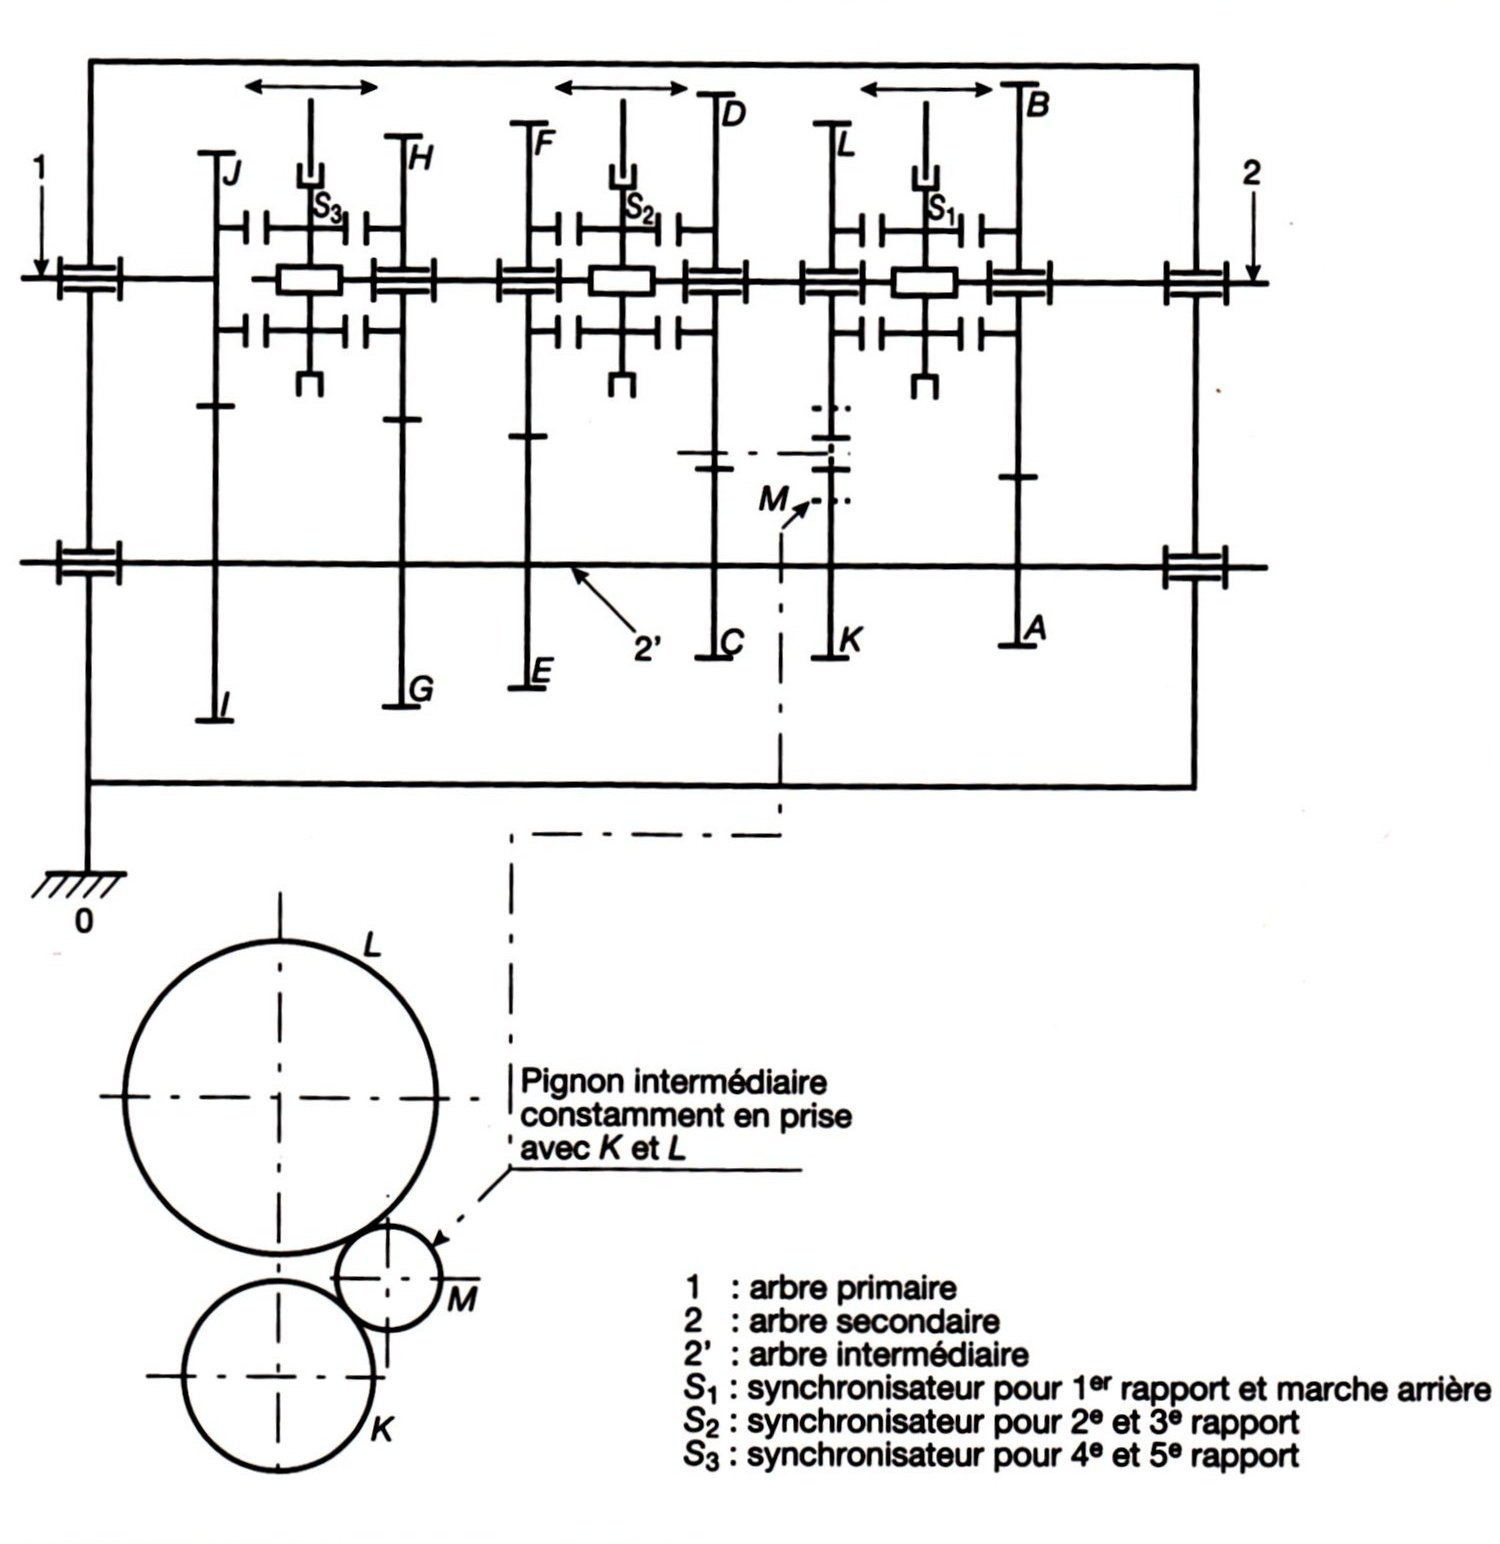 B
D
F
L
H
J
1
2
S3
S2
S1
M
A
2'
C
K
E
G
I
0
L
Pignon intermédiaire
constamment en prise
avec K et L
M
K
1 : arbre primaire
2 : arbre secondaire
2' : arbre intermédiaire
S1 : synchronisateur pour 1er rapport et marche arrière
S2 : synchronisateur pour 2e et 3e rapport
S3 : synchronisateur pour 4e et 5e rapport